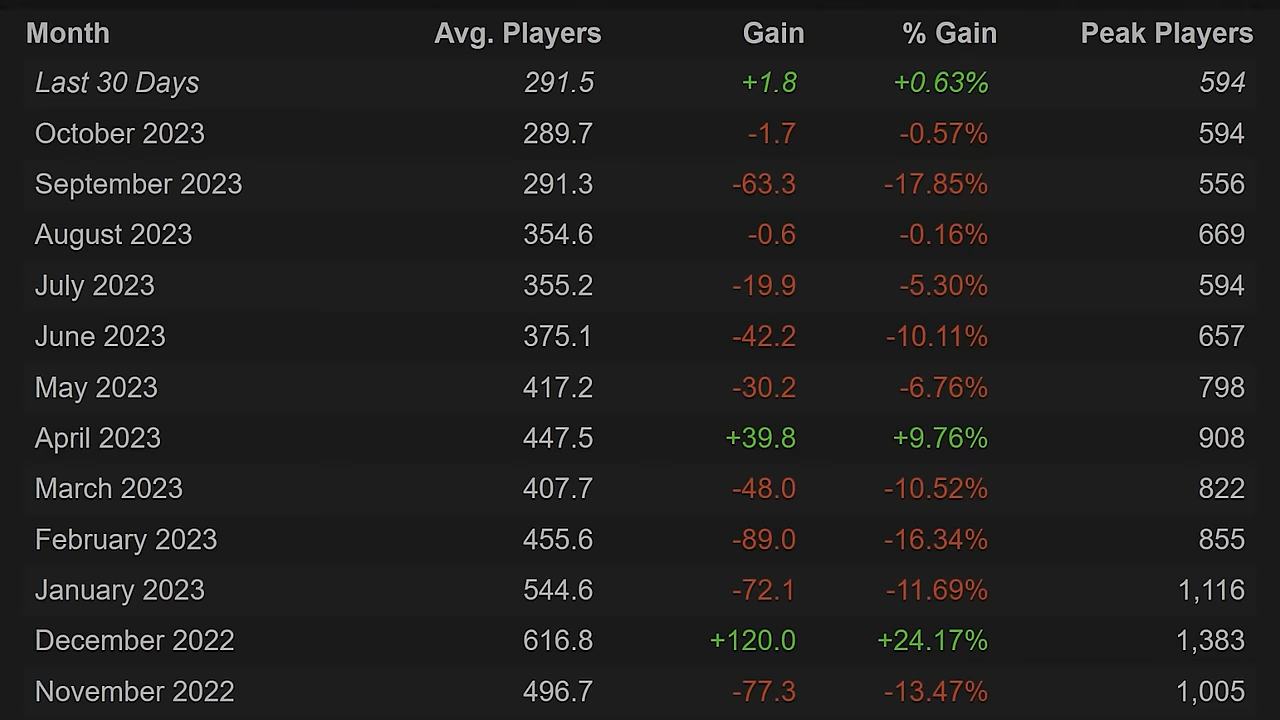 Month Avg. Players Gain % Gain Peak Players
Last 30 Days 291.5 +1.8 +0.63% 594
October 2023 289.7 -1.7 -0.57% 594
September 2023 291.3 -63.3 -17.85% 556
August 2023 354.6 -0.6 -0.16% 669
July 2023 355.2 -19.9 -5.30% 594
June 2023 375.1 -42.2 -10.11% 657
May 2023 417.2 -30.2 -6.76% 798
April 2023 447.5 +39.8 +9.76% 908
March 2023 407.7 -48.0 -10.52% 822
February 2023 455.6 -89.0 -16.34% 855
January 2023 544.6 -72.1 -11.69% 1,116
December 2022 616.8 +120.0 +24.17% 1,383
November 2022 496.7 -77.3 -13.47% 1,005